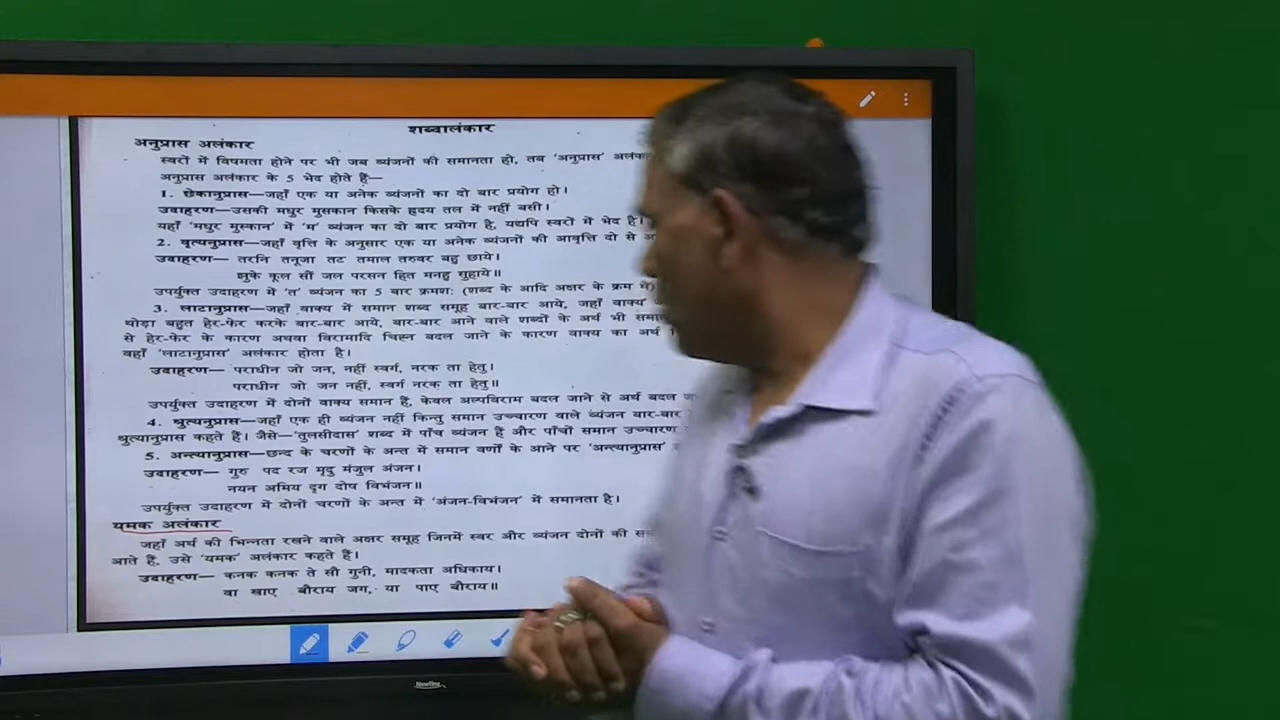 शब्दालंकार
अनुप्रास अलंकार
स्वरों में विषमता होने पर भी जब व्यंजनों की समानता हो, तब 'अनुप्रास'
अनुप्रास अलंकार के 5 भेद होते हैं—
1. छेकानुप्रास—जहाँ एक या अनेक व्यंजनों का दो बार प्रयोग हो।
उदाहरण—उसकी मधुर मुसकान किसके हृदय तल में नहीं बसी।
यहाँ 'मधुर मुस्कान' में 'म' व्यंजन का दो बार प्रयोग है, यद्यपि स्वरों में भेद है।
2. वृत्यनुप्रास—जहाँ वृत्ति के अनुसार एक या अनेक व्यंजनों की आवृत्ति दो से
उदाहरण— तरनि तनूजा तट तमाल तरुवर बहु छाये।
झुके कूल सौं जल परसन हित मनहु सुहाये॥
उपर्युक्त उदाहरण में 'त' व्यंजन का 5 बार क्रमश: (शब्द के आदि अक्षर के क्रम में)
3. लाटानुप्रास—जहाँ वाक्य में समान शब्द समूह बार-बार आये, जहाँ वाक्य
थोड़ा बहुत हेर-फेर करके बार-बार आये, बार-बार आने वाले शब्दों के अर्थ भी
से हेर-फेर के कारण अथवा विरामादि चिह्न बदल जाने के कारण वाक्य का अर्थ
वहाँ 'लाटानुप्रास' अलंकार होता है।
उदाहरण— पराधीन जो जन, नहीं स्वर्ग, नरक ता हेतु।
पराधीन जो जन नहीं, स्वर्ग नरक ता हेतु॥
उपर्युक्त उदाहरण में दोनों वाक्य समान हैं, केवल अल्पविराम बदल जाने से अर्थ बदल
4. श्रुत्यनुप्रास—जहाँ एक ही व्यंजन नहीं किन्तु समान उच्चारण वाले व्यंजन बार-बार
श्रुत्यानुप्रास कहते हैं। जैसे—'तुलसीदास' शब्द में पाँच व्यंजन हैं और पाँचों समान उच्चारण
5. अन्त्यानुप्रास—छन्द के चरणों के अन्त में समान वर्णों के आने पर 'अन्त्यानुप्रास'
उदाहरण— गुरु पद रज मृदु मंजुल अंजन।
नयन अमिय दृग दोष विभंजन॥
उपर्युक्त उदाहरण में दोनों चरणों के अन्त में 'अंजन-विभंजन' में समानता है।
यमक अलंकार
जहाँ अर्थ की भिन्नता रखने वाले अक्षर समूह जिनमें स्वर और व्यंजन दोनों की
आते हैं, उसे 'यमक' अलंकार कहते हैं।
उदाहरण— कनक कनक ते सौ गुनी, मादकता अधिकाय।
वा खाए बौराय जग, या पाए बौराय॥